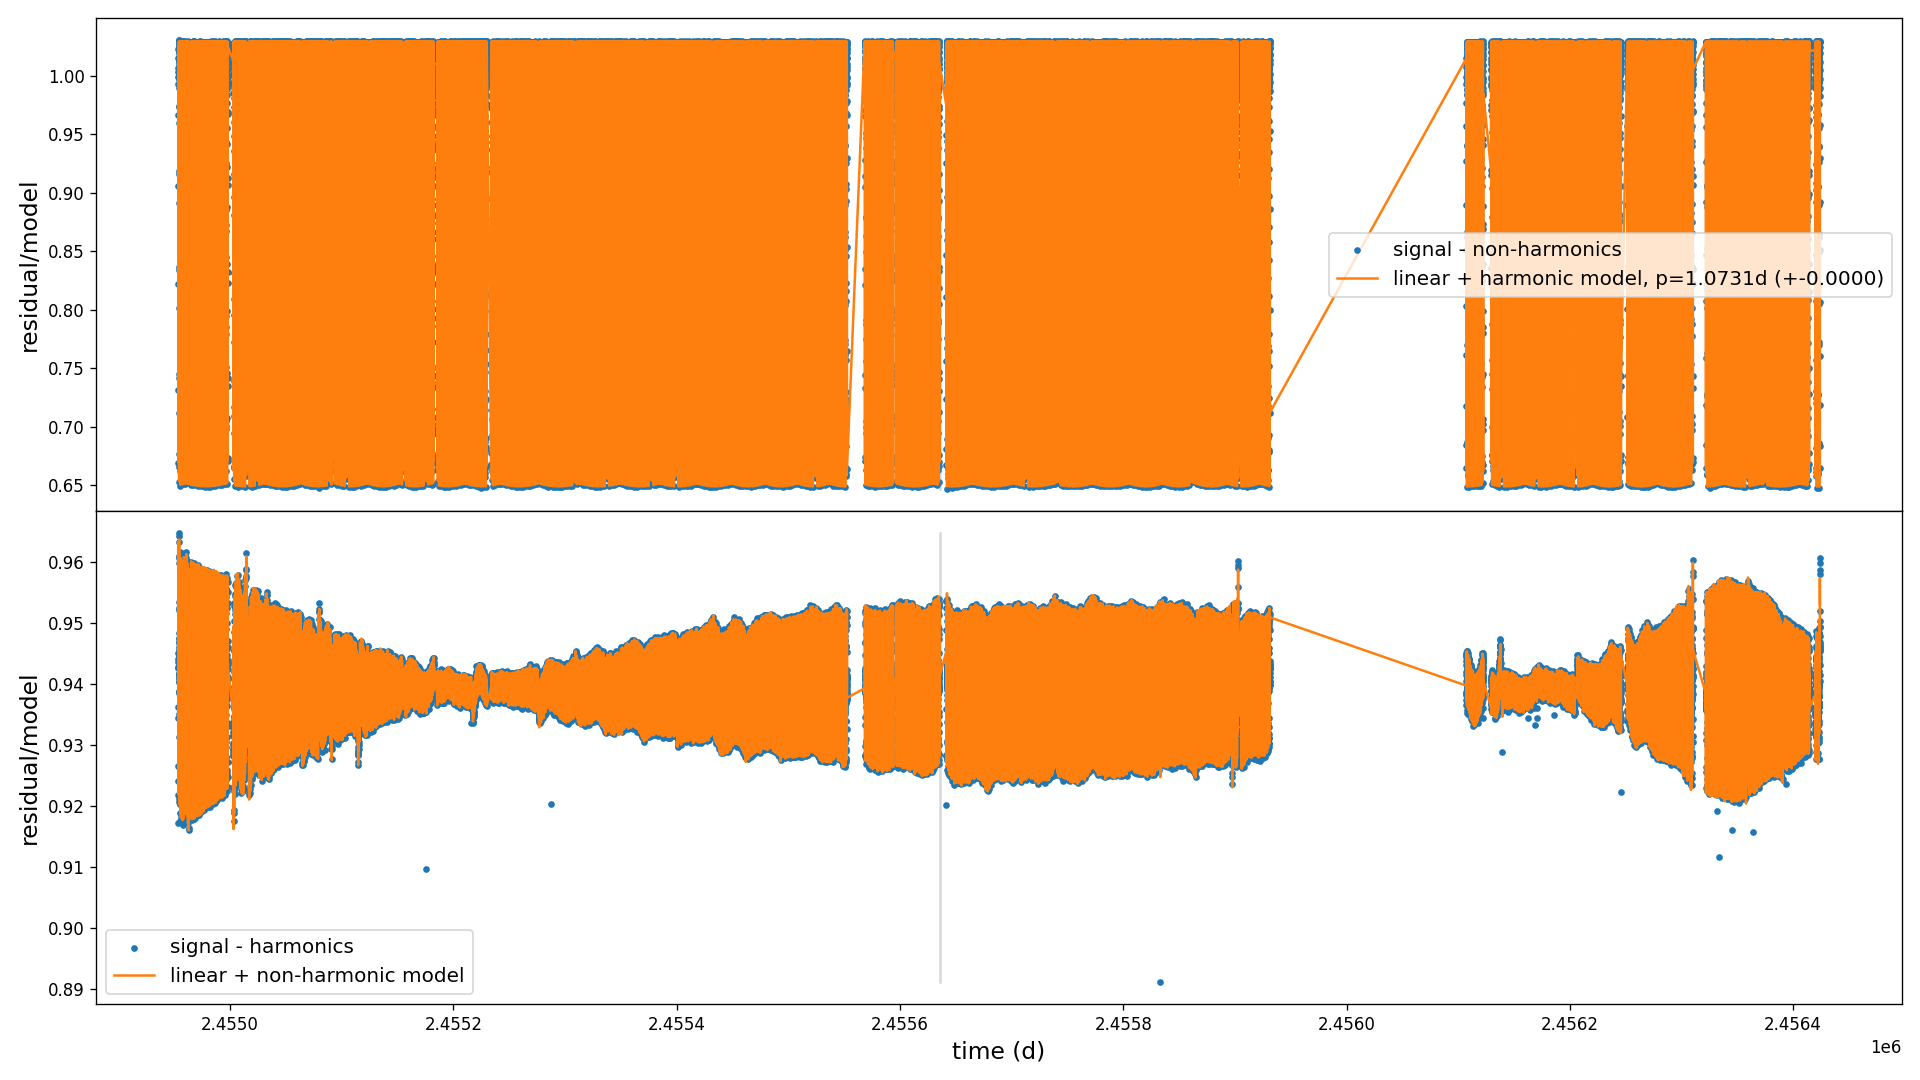 1.00
0.95
0.90
0.85
0.80
0.75
0.70
0.65
residual/model
signal - non-harmonics
linear + harmonic model, p=1.0731d (+-0.0000)
0.96
0.95
0.94
0.93
0.92
0.91
0.90
0.89
residual/model
signal - harmonics
linear + non-harmonic model
2.4550 2.4552 2.4554 2.4556 2.4558 2.4560 2.4562 2.4564
time (d)
1e6